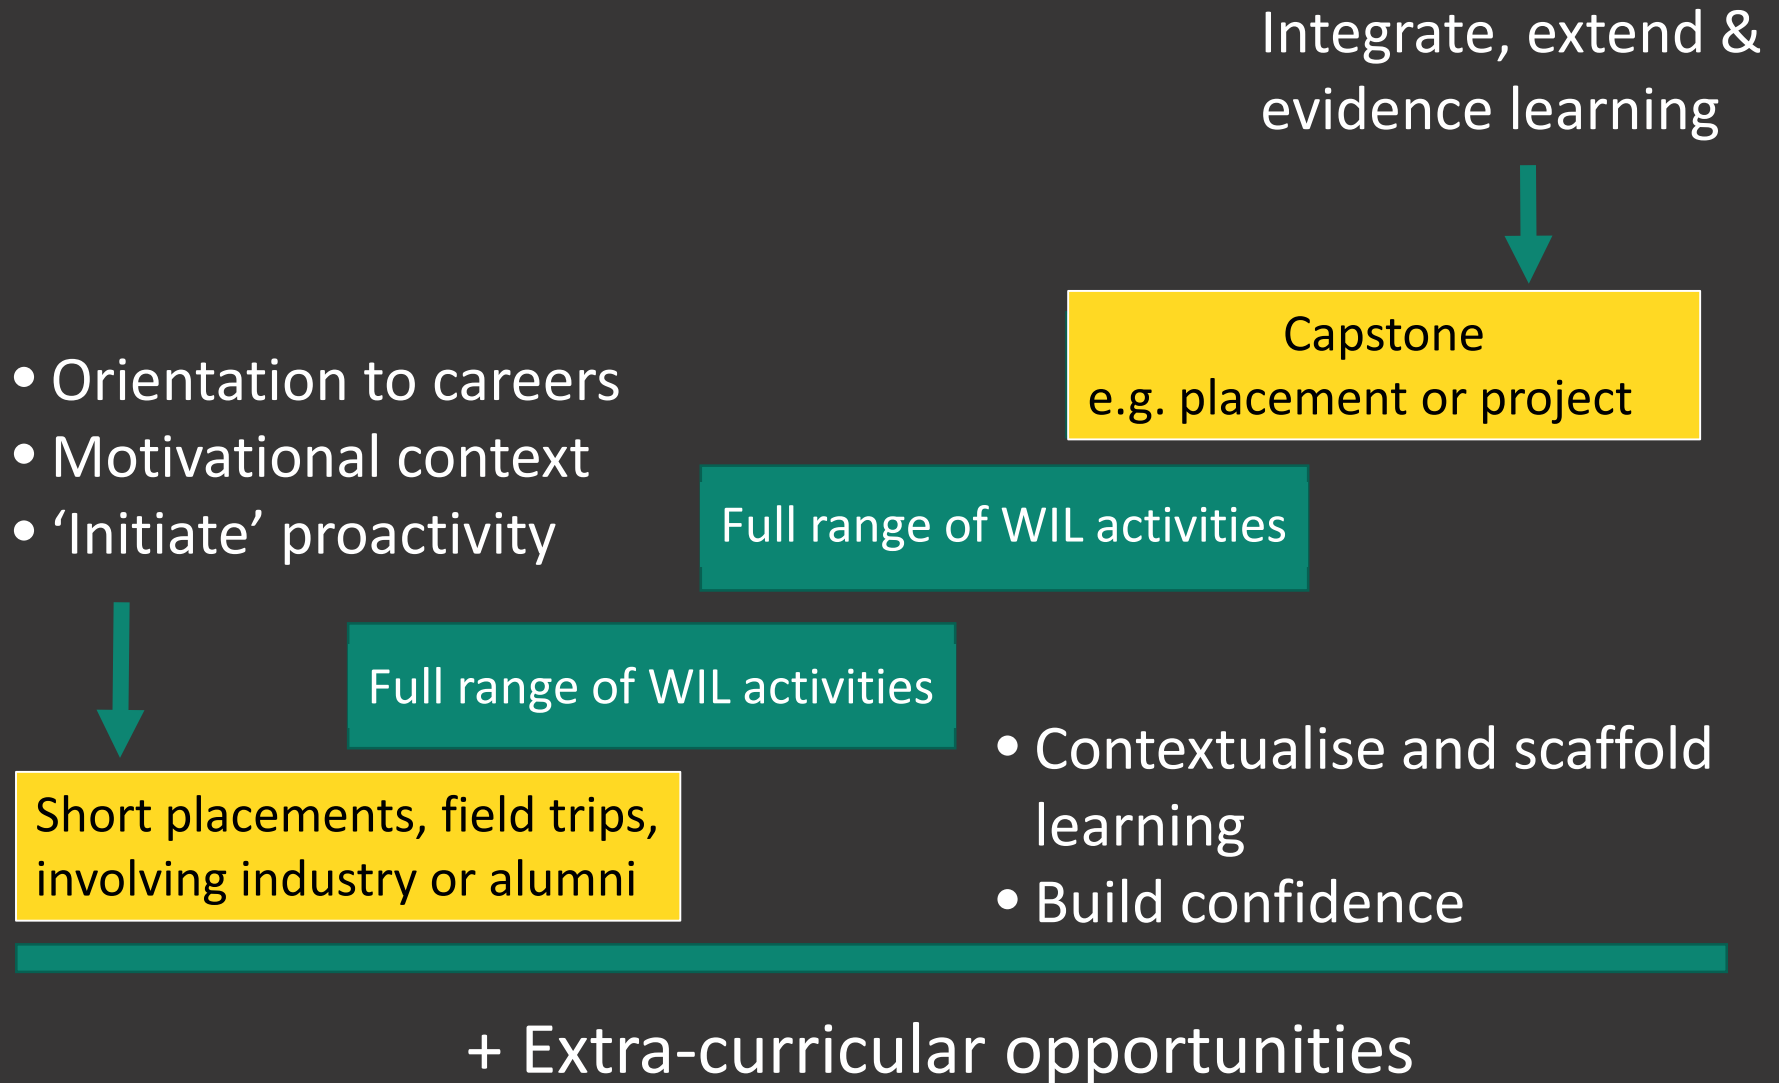 Integrate, extend &
evidence learning
Capstone
e.g. placement or project
• Orientation to careers
• Motivational context
• ‘Initiate’ proactivity
Full range of WIL activities
Full range of WIL activities
Short placements, field trips,
involving industry or alumni
• Contextualise and scaffold
learning
• Build confidence
+ Extra-curricular opportunities